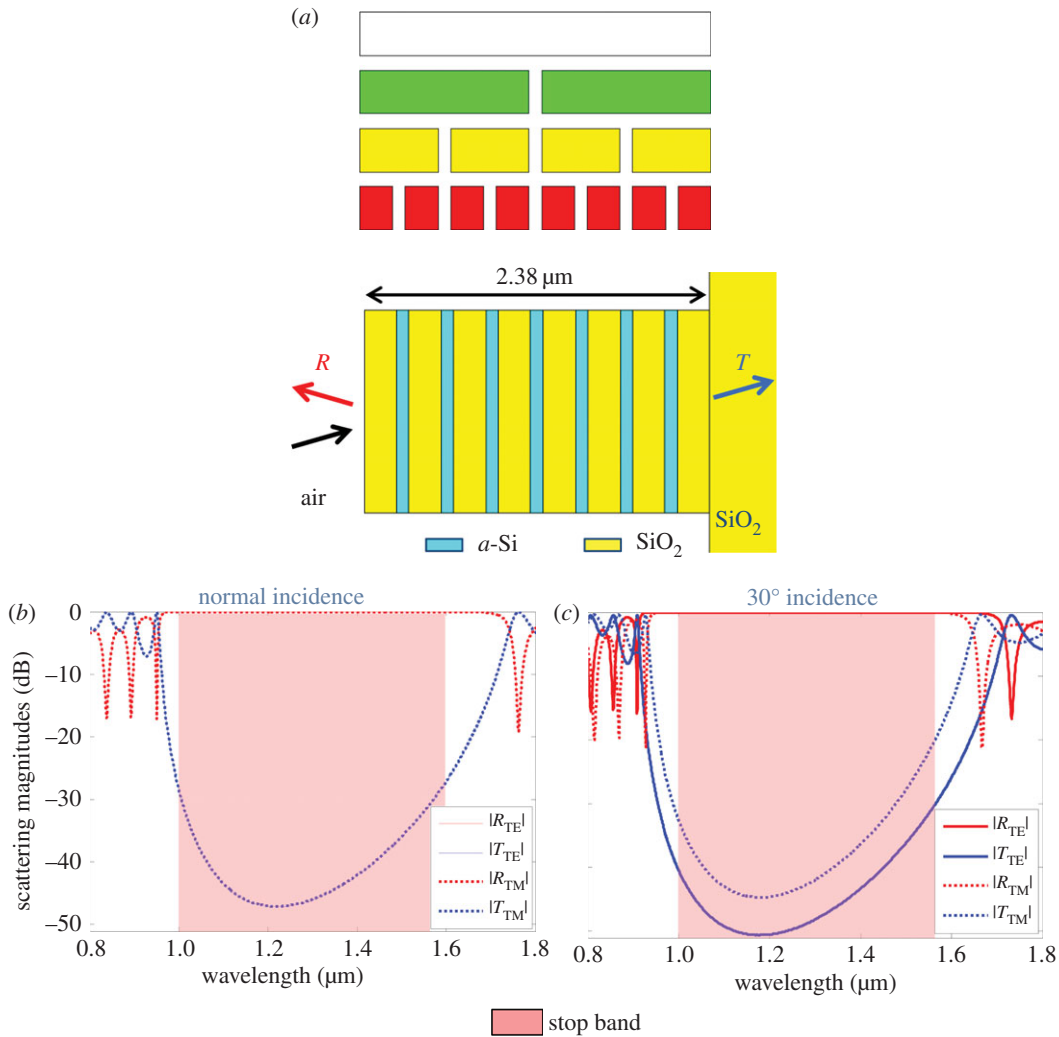 (a)
2.38 µm
R
T
air
SiO2
a-Si
SiO2
(b)
normal incidence
scattering magnitudes (dB)
0
–10
–20
–30
–40
–50
|RTE|
|TTE|
|RTM|
|TTM|
0.8 1.0 1.2 1.4 1.6 1.8
wavelength (µm)
(c)
30° incidence
|RTE|
|TTE|
|RTM|
|TTM|
0.8 1.0 1.2 1.4 1.6 1.8
wavelength (µm)
stop band